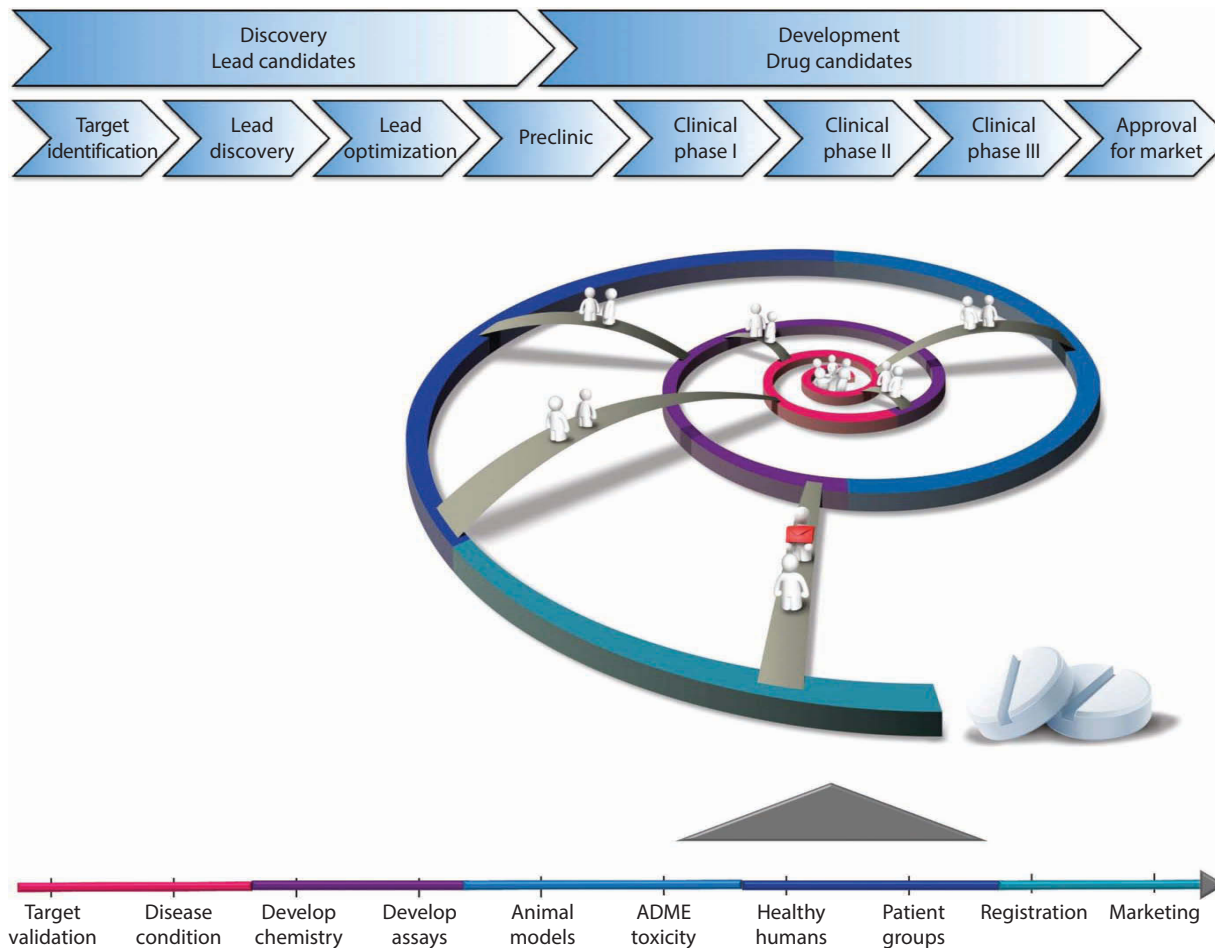 Discovery
Lead candidates
Development
Drug candidates
Target
identification
Lead
discovery
Lead
optimization
Preclinic
Clinical
phase I
Clinical
phase II
Clinical
phase III
Approval
for market
Target
validation
Disease
condition
Develop
chemistry
Develop
assays
Animal
models
ADME
toxicity
Healthy
humans
Patient
groups
Registration
Marketing